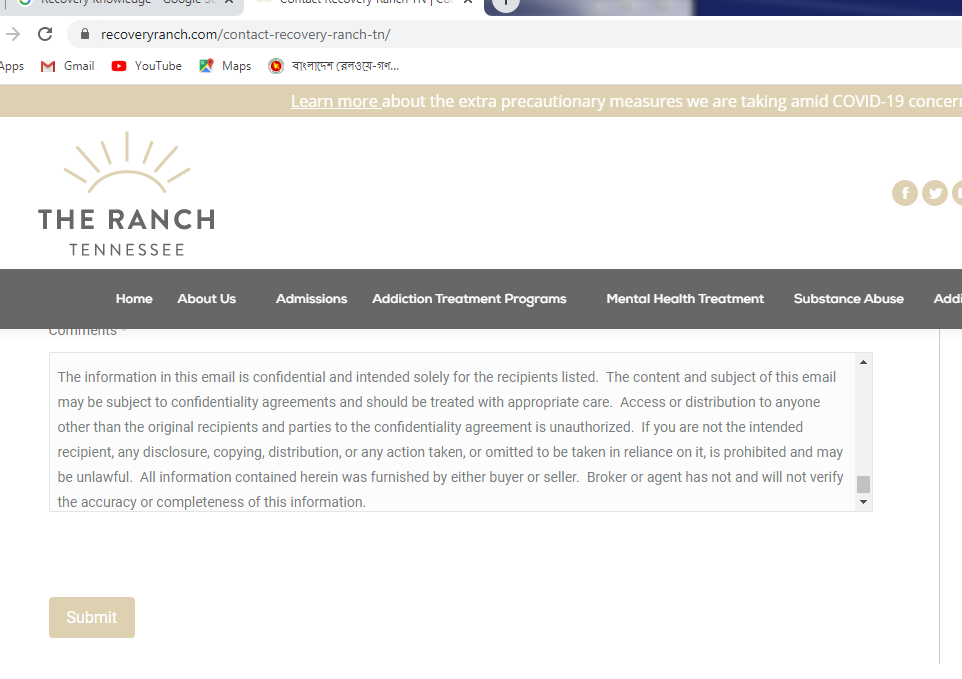 Recovery Knowledge - Google Se
Contact Recovery Ranch TN | Co
recoveryranch.com/contact-recovery-ranch-tn/
Apps Gmail YouTube Maps বাংলাদেশ রেলওয়ে-গণ...
Learn more about the extra precautionary measures we are taking amid COVID-19 concern
THE RANCH
TENNESSEE
Home About Us Admissions Addiction Treatment Programs Mental Health Treatment Substance Abuse Addi
Comments *
The information in this email is confidential and intended solely for the recipients listed. The content and subject of this email
may be subject to confidentiality agreements and should be treated with appropriate care. Access or distribution to anyone
other than the original recipients and parties to the confidentiality agreement is unauthorized. If you are not the intended
recipient, any disclosure, copying, distribution, or any action taken, or omitted to be taken in reliance on it, is prohibited and may
be unlawful. All information contained herein was furnished by either buyer or seller. Broker or agent has not and will not verify
the accuracy or completeness of this information.
Submit